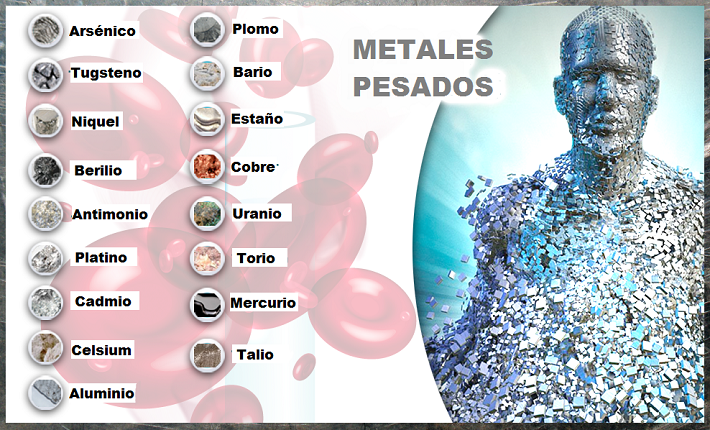 METALES
PESADOS
Arsénico
Tugsteno
Niquel
Berilio
Antimonio
Platino
Cadmio
Celsium
Aluminio
Plomo
Bario
Estaño
Cobre
Uranio
Torio
Mercurio
Talio